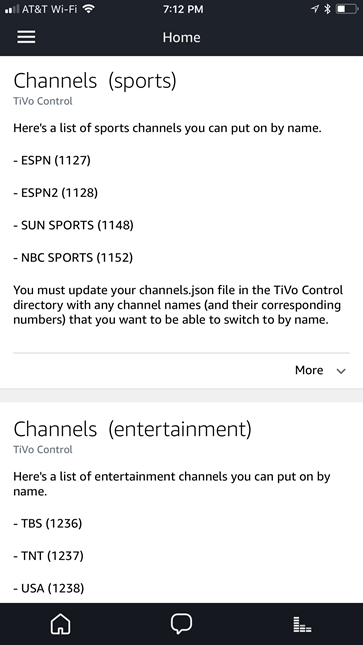 AT&T Wi-Fi 7:12 PM
Home
Channels (sports)
TiVo Control
Here's a list of sports channels you can put on by name.
- ESPN (1127)
- ESPN2 (1128)
- SUN SPORTS (1148)
- NBC SPORTS (1152)
You must update your channels.json file in the TiVo Control
directory with any channel names (and their corresponding
numbers) that you want to be able to switch to by name.
More
Channels (entertainment)
TiVo Control
Here's a list of entertainment channels you can put on by
name.
- TBS (1236)
- TNT (1237)
- USA (1238)